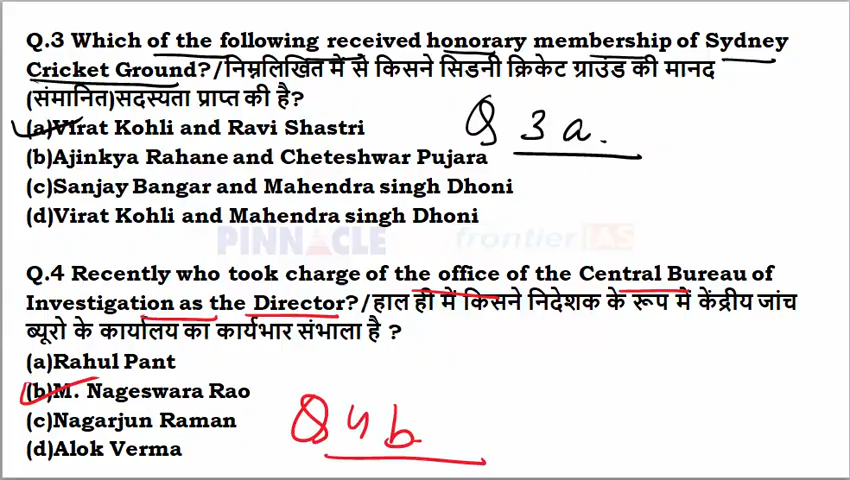 Q.3 Which of the following received honorary membership of Sydney
Cricket Ground?/निम्नलिखित में से किसने सिडनी क्रिकेट ग्राउंड की मानद
(संमानित)सदस्यता प्राप्त की है?
(a)Virat Kohli and Ravi Shastri
Q 3 a.
(b)Ajinkya Rahane and Cheteshwar Pujara
(c)Sanjay Bangar and Mahendra singh Dhoni
(d)Virat Kohli and Mahendra singh Dhoni
PINNACLE frontier IAS
Q.4 Recently who took charge of the office of the Central Bureau of
Investigation as the Director?/हाल ही में किसने निदेशक के रूप में केंद्रीय जांच
ब्यूरो के कार्यालय का कार्यभार संभाला है ?
(a)Rahul Pant
(b)M. Nageswara Rao
(c)Nagarjun Raman
Q 4 b
(d)Alok Verma